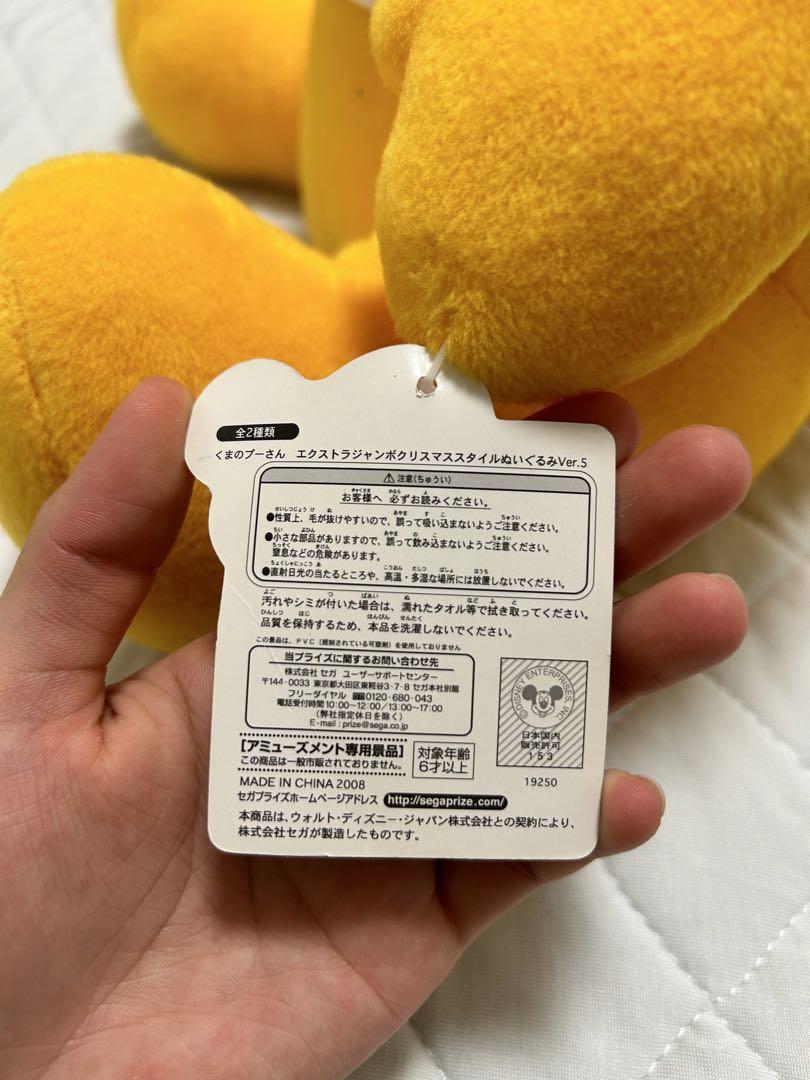 全2種類
くまのプーさん エクストラジャンボクリスマススタイルぬいぐるみVer.5
⚠注意(ちゅうい)
お客様へ 必ずお読みください。
●性質上、毛が抜けやすいので、誤って吸い込まないようご注意ください。
●小さな部品がありますので、誤って飲み込まないようご注意ください。
窒息などの危険があります。
●直射日光の当たるところや、高温・多湿な場所には放置しないでください。
汚れやシミが付いた場合は、濡れたタオル等で拭き取ってください。
品質を保持するため、本品を洗濯しないでください。
この景品は、PVC(規制されている可塑剤)を使用しておりません
当プライズに関するお問い合わせ先
株式会社 セガ ユーザーサポートセンター
〒144-0033 東京都大田区東糀谷3-7-8 セガ本社別館
フリーダイヤル 0120-680-043
電話受付時間 10:00~12:00/13:00~17:00
(弊社指定休日を除く)
E-mail : prize@sega.co.jp
©DISNEY ENTERPRISES INC.
日本国内
販売許可
153
[アミューズメント専用景品]
この商品は一般市販されておりません。
対象年齢
6才以上
MADE IN CHINA 2008
19250
セガプライズホームページアドレス http://segaprize.com/
本商品は、ウォルト・ディズニー・ジャパン株式会社との契約により、
株式会社セガが製造したものです。